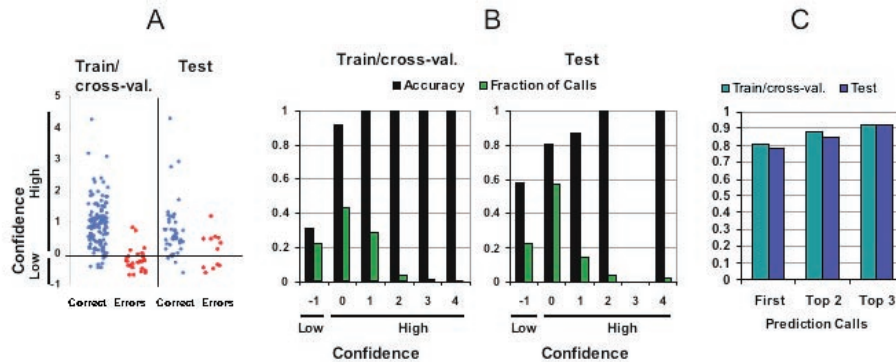 A
B
C
Train/
cross-val.
Test
5
4
3
2
1
0
-1
High
Low
Confidence
Correct
Errors
Correct
Errors
Train/cross-val.
Test
Accuracy
Fraction of Calls
1
0.8
0.6
0.4
0.2
0
-1
0
1
2
3
4
Low
High
Confidence
1
0.8
0.6
0.4
0.2
0
-1
0
1
2
3
4
Low
High
Confidence
Train/cross-val.
Test
1
0.9
0.8
0.7
0.6
0.5
0.4
0.3
0.2
0.1
0
First
Top 2
Top 3
Prediction Calls